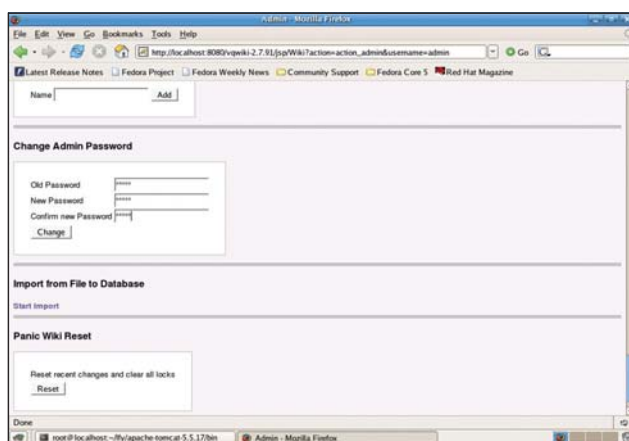 Admin - Mozilla Firefox
File Edit View Go Bookmarks Tools Help
http://localhost:8080/vqwiki-2.7.91/jsp/Wiki?action=action_admin&username=admin
Go
Latest Release Notes Fedora Project Fedora Weekly News Community Support Fedora Core 5 Red Hat Magazine
Name Add
Change Admin Password
Old Password *****
New Password *****
Confirm new Password *****
Change
Import from File to Database
Start Import
Panic Wiki Reset
Reset recent changes and clear all locks
Reset
Done
root@localhost:~/lfy/apache-tomcat-5.5.17/bin Admin - Mozilla Firefox